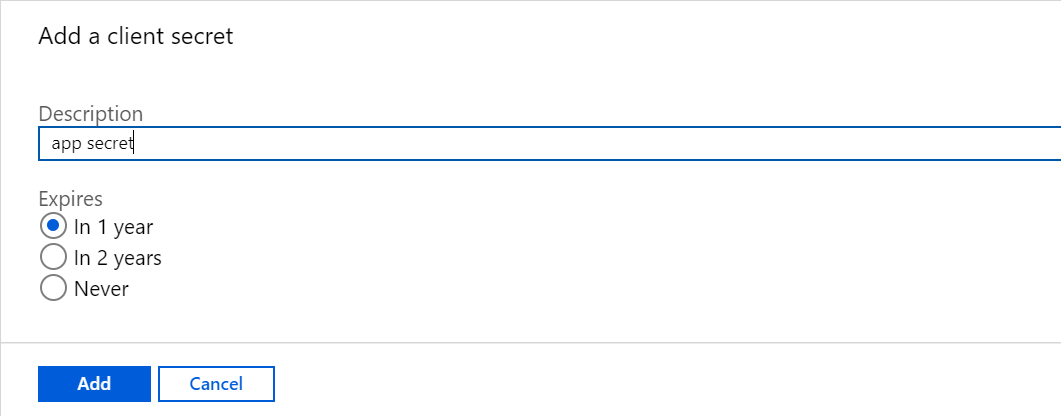 Add a client secret
Description
app secret
Expires
In 1 year
In 2 years
Never
Add Cancel